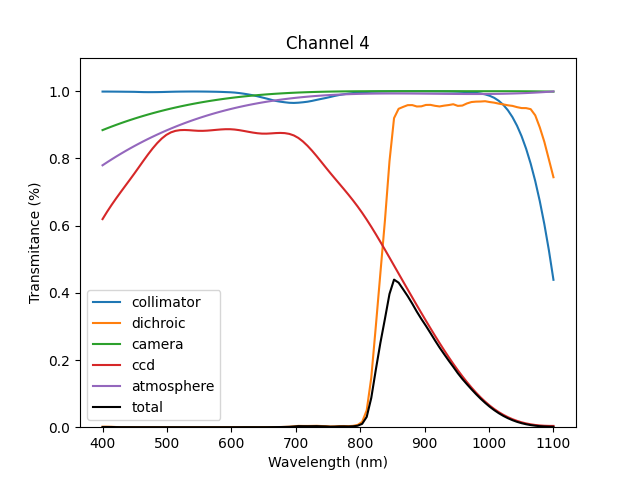 Channel 4
Transmitance (%)
1.0
0.8
0.6
0.4
0.2
0.0
collimator
dichroic
camera
ccd
atmosphere
total
400 500 600 700 800 900 1000 1100
Wavelength (nm)